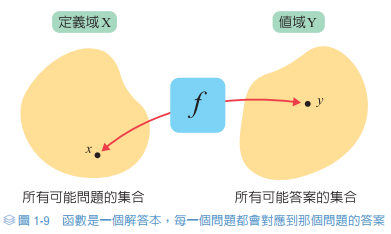 定義域 X
值域 Y
f
x
y
所有可能問題的集合
所有可能答案的集合
圖 1-9 函數是一個解答本，每一個問題都會對應到那個問題的答案